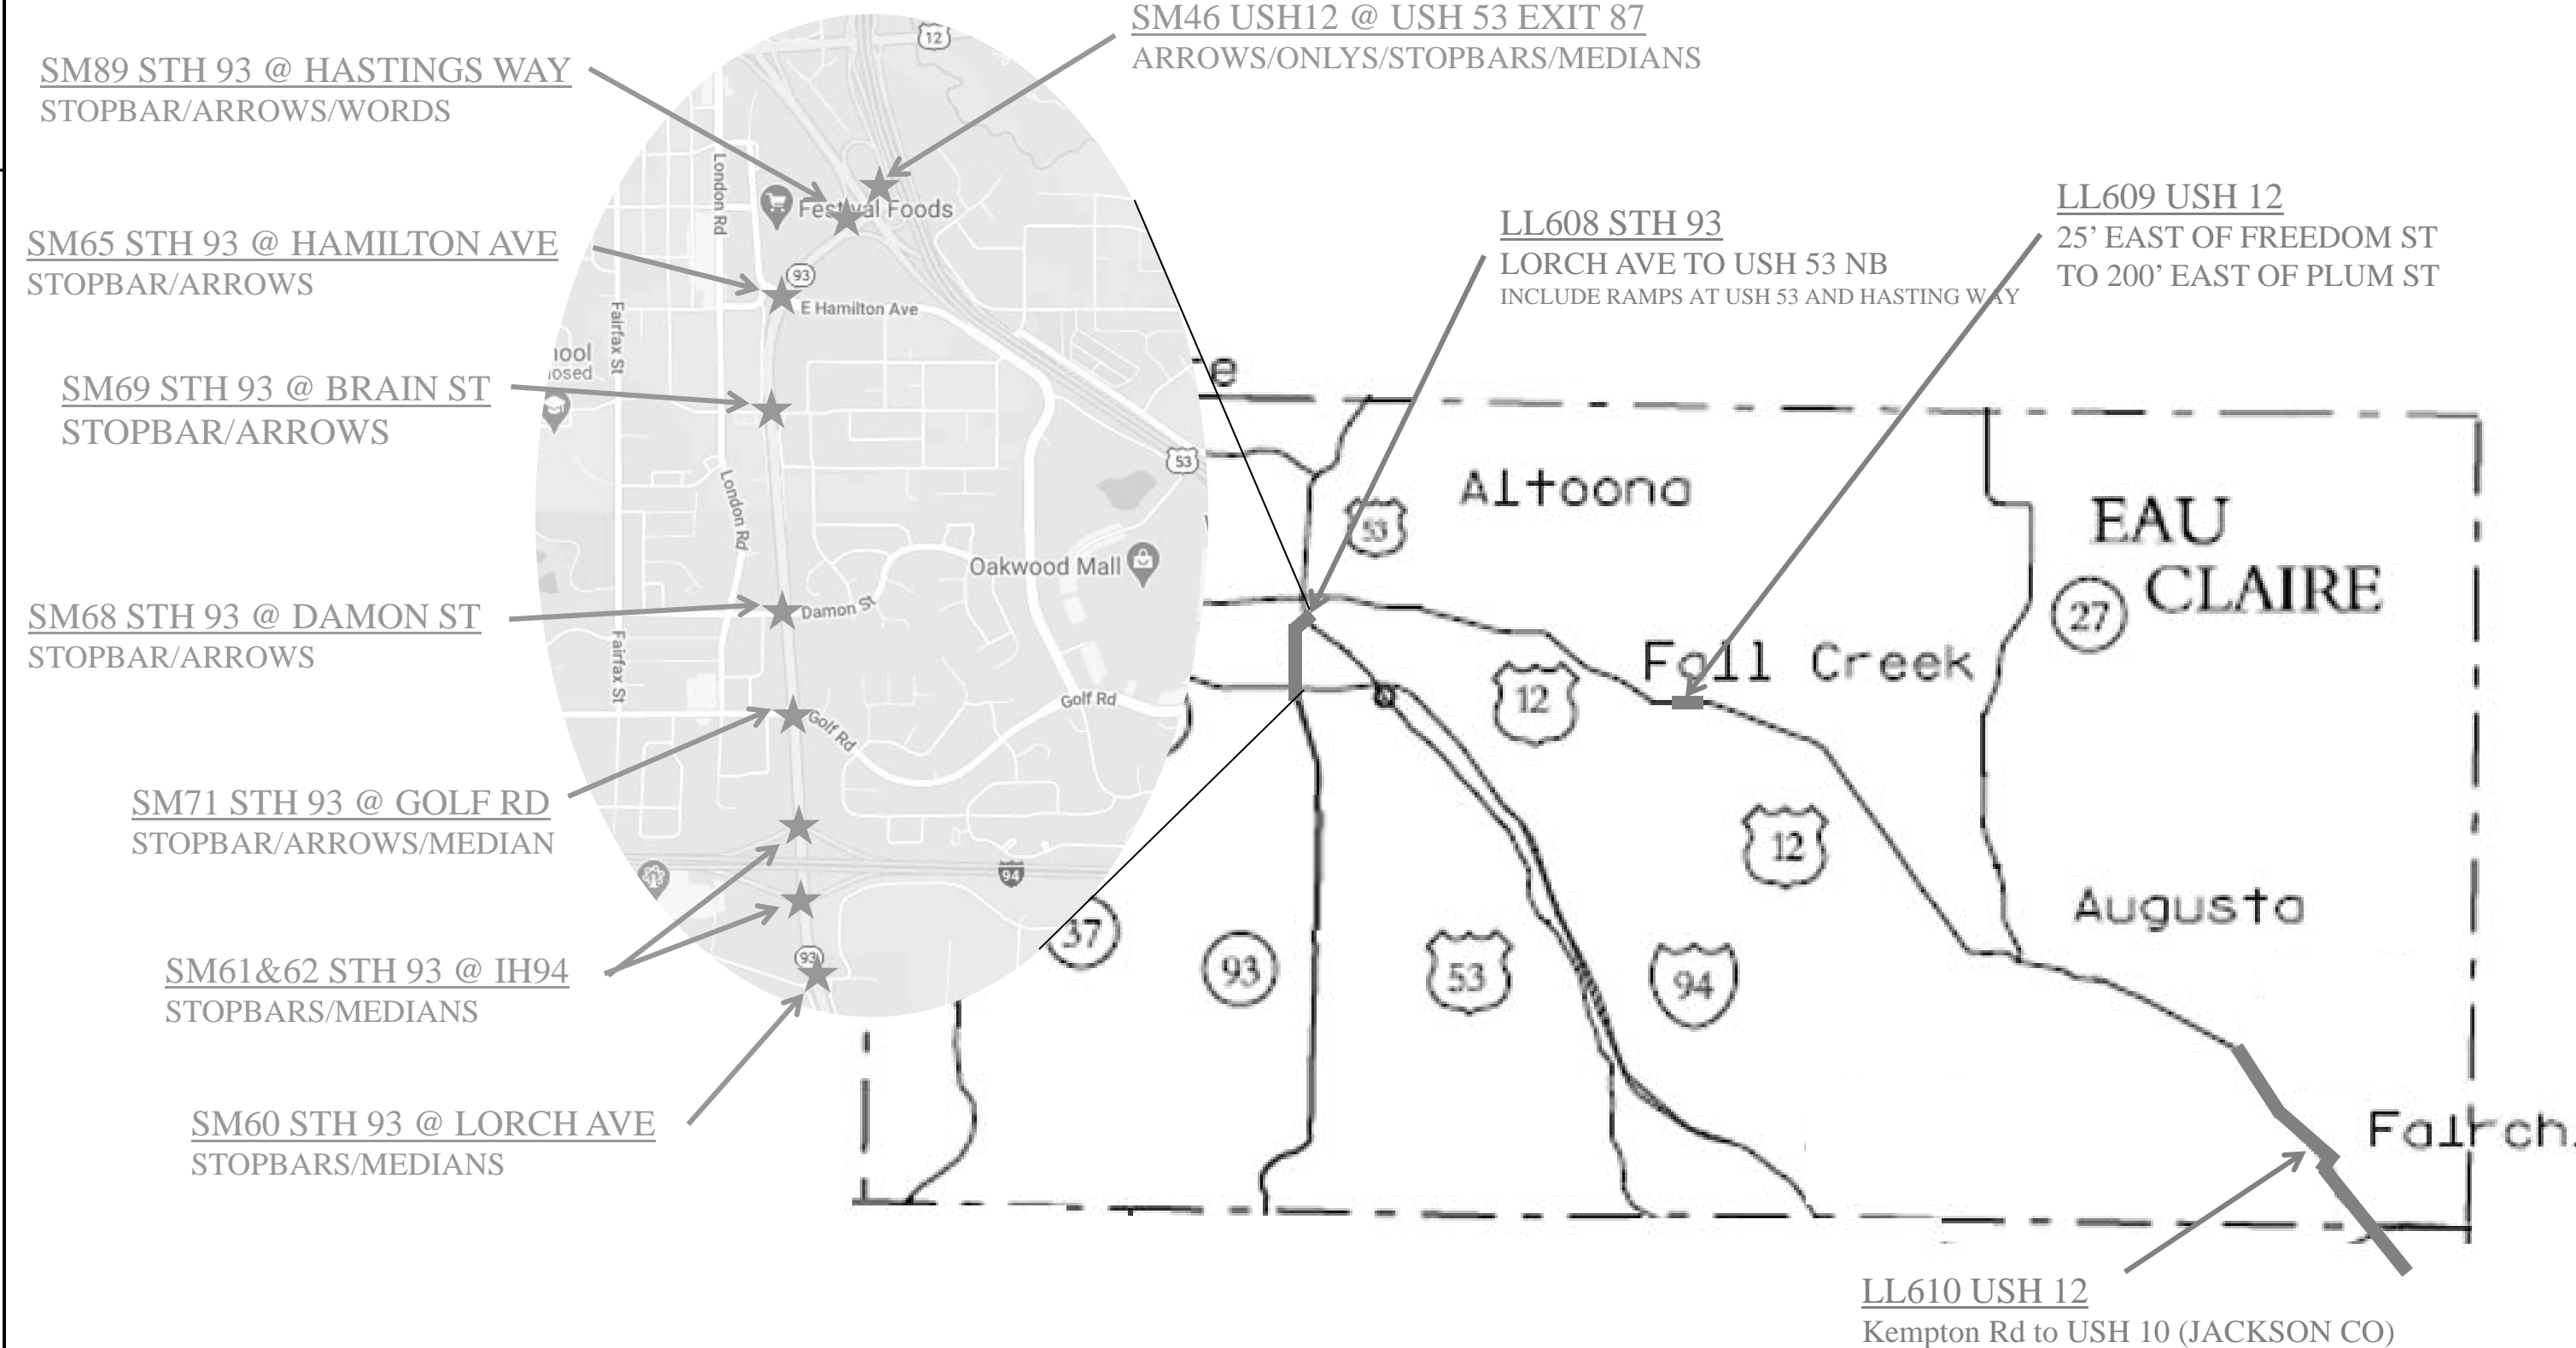 SM46 USH12 @ USH 53 EXIT 87
ARROWS/ONLYS/STOPBARS/MEDIANS
SM89 STH 93 @ HASTINGS WAY
STOPBAR/ARROWS/WORDS
SM65 STH 93 @ HAMILTON AVE
STOPBAR/ARROWS
SM69 STH 93 @ BRAIN ST
STOPBAR/ARROWS
SM68 STH 93 @ DAMON ST
STOPBAR/ARROWS
SM71 STH 93 @ GOLF RD
STOPBAR/ARROWS/MEDIAN
SM61&62 STH 93 @ IH94
STOPBARS/MEDIANS
SM60 STH 93 @ LORCH AVE
STOPBARS/MEDIANS
12
London Rd
Festival Foods
93
E Hamilton Ave
Fairfax St
hool
losed
53
London Rd
Oakwood Mall
Damon St
Fairfax St
Golf Rd
Golf Rd
94
93
LL608 STH 93
LORCH AVE TO USH 53 NB
INCLUDE RAMPS AT USH 53 AND HASTING WAY
LL609 USH 12
25’ EAST OF FREEDOM ST
TO 200’ EAST OF PLUM ST
e
Altoona
53
EAU
CLAIRE
27
Fall Creek
12
12
Augusta
37
93
53
94
Fairch
LL610 USH 12
Kempton Rd to USH 10 (JACKSON CO)